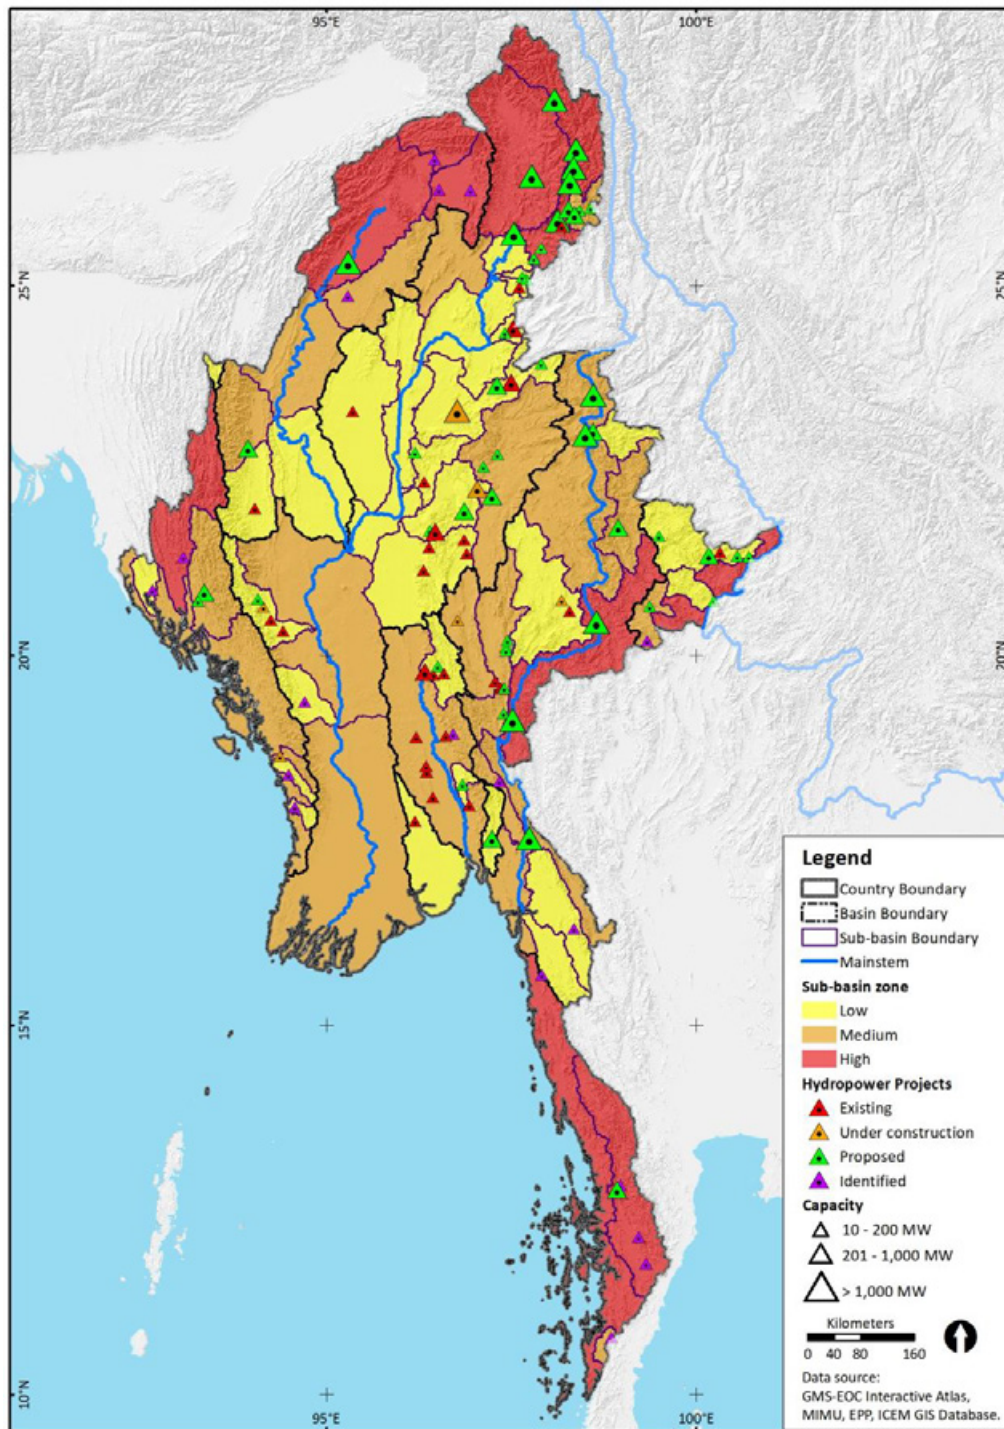 95°E
100°E
25°N
25°N
20°N
20°N
15°N
10°N
95°E
100°E
Legend
Country Boundary
Basin Boundary
Sub-basin Boundary
Mainstem
Sub-basin zone
Low
Medium
High
Hydropower Projects
Existing
Under construction
Proposed
Identified
Capacity
10 - 200 MW
201 - 1,000 MW
> 1,000 MW
Kilometers
0 40 80 160
Data source:
GMS-EOC Interactive Atlas,
MIMU, EPP, ICEM GIS Database.